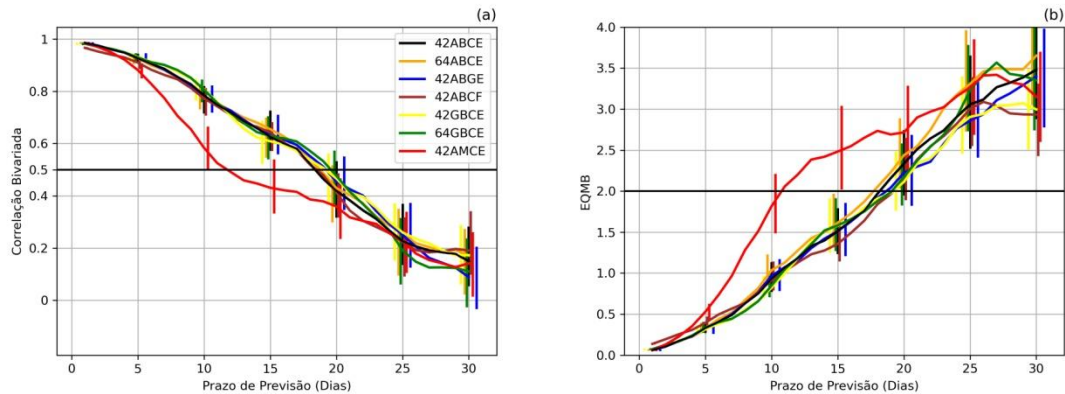 (a)
Correlação Bivariada
1
0.8
0.6
0.5
0.4
0.2
0
42ABCE
64ABCE
42ABGE
42ABCF
42GBCE
64GBCE
42AMCE
0 5 10 15 20 25 30
Prazo de Previsão (Dias)
(b)
EQMB
4.0
3.5
3.0
2.5
2.0
1.5
1.0
0.5
0.0
0 5 10 15 20 25 30
Prazo de Previsão (Dias)